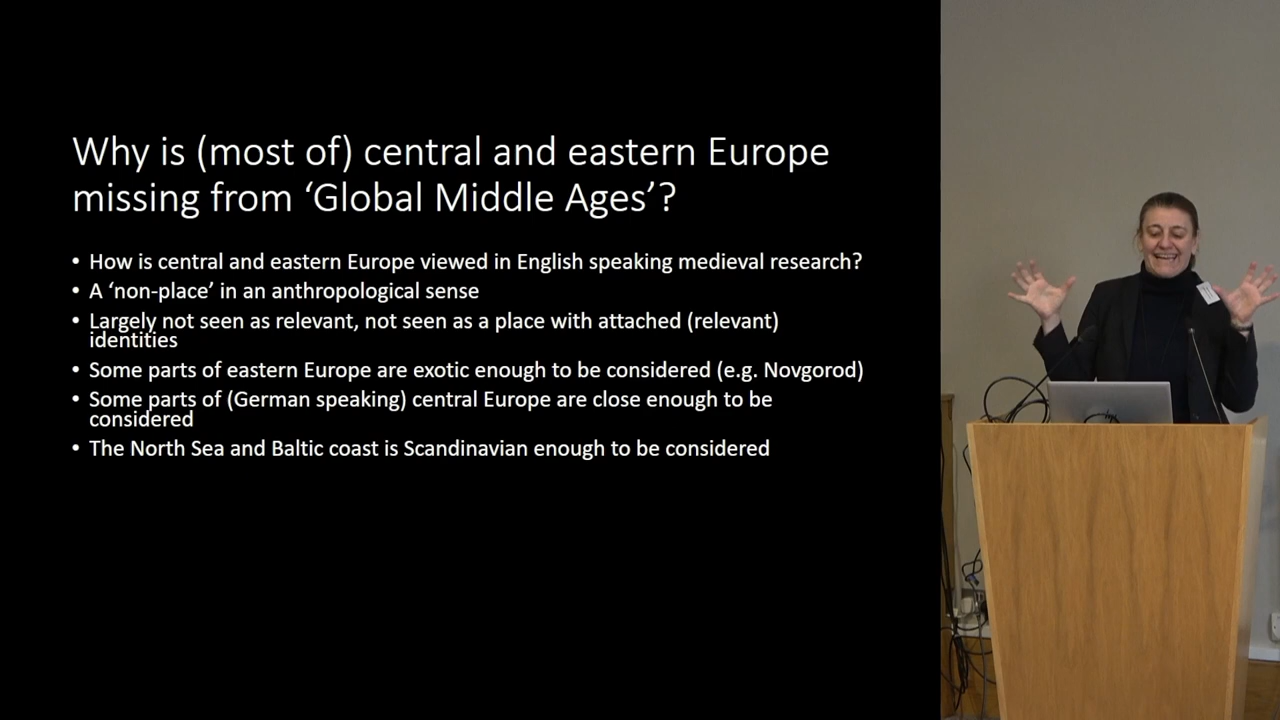 Why is (most of) central and eastern Europe
missing from ‘Global Middle Ages’?
• How is central and eastern Europe viewed in English speaking medieval research?
• A ‘non-place’ in an anthropological sense
• Largely not seen as relevant, not seen as a place with attached (relevant)
identities
• Some parts of eastern Europe are exotic enough to be considered (e.g. Novgorod)
• Some parts of (German speaking) central Europe are close enough to be
considered
• The North Sea and Baltic coast is Scandinavian enough to be considered